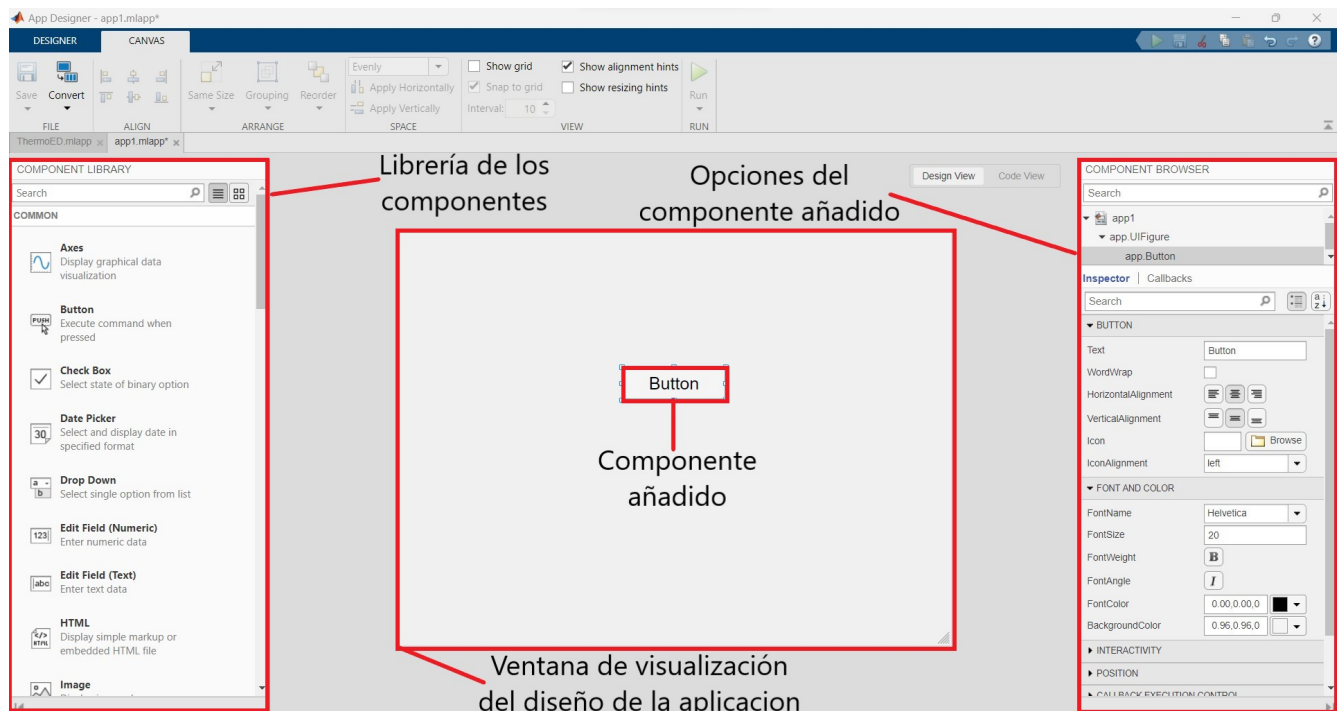 App Designer - app1.mlapp*
DESIGNER
CANVAS
Save
Convert
Same Size
Grouping
Reorder
Evenly
Apply Horizontally
Apply Vertically
Show grid
Show alignment hints
Snap to grid
Show resizing hints
Interval: 10
Run
FILE
ALIGN
ARRANGE
SPACE
VIEW
RUN
ThermoED.mlapp
app1.mlapp*
COMPONENT LIBRARY
Search
COMMON
Axes
Display graphical data
visualization
PUSH
Button
Execute command when
pressed
Check Box
Select state of binary option
30
Date Picker
Select and display date in
specified format
a
b
Drop Down
Select single option from list
123
Edit Field (Numeric)
Enter numeric data
abc
Edit Field (Text)
Enter text data
</>
HTML
HTML
Display simple markup or
embedded HTML file
Image
Librería de los
componentes
Opciones del
componente añadido
Design View
Code View
Button
Componente
añadido
Ventana de visualización
del diseño de la aplicacion
COMPONENT BROWSER
Search
app1
app.UIFigure
app.Button
Inspector | Callbacks
Search
BUTTON
Text
Button
WordWrap
HorizontalAlignment
VerticalAlignment
Icon
Browse
IconAlignment
left
FONT AND COLOR
FontName
Helvetica
FontSize
20
FontWeight
B
FontAngle
I
FontColor
0.00,0.00,0
BackgroundColor
0.96,0.96,0
INTERACTIVITY
POSITION
CALLBACK EXECUTION CONTROL